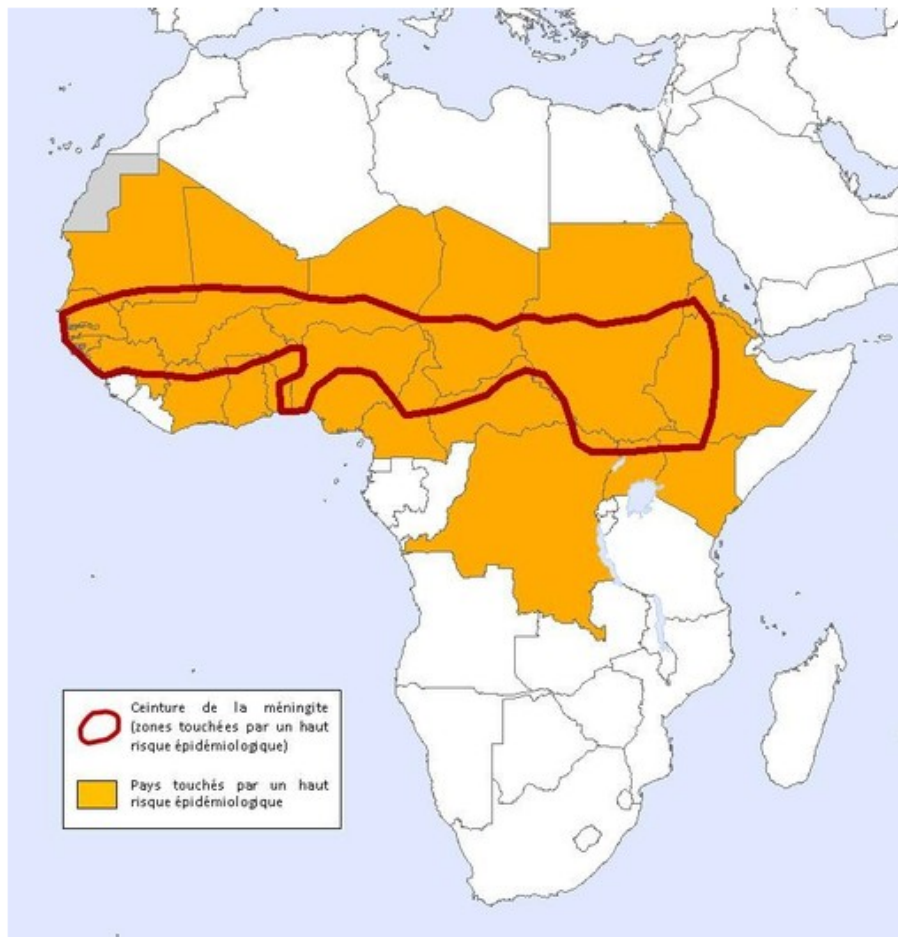 Ceinture de la méningite
(zones touchées par un haut
risque épidémiologique)
Pays touchés par un haut
risque épidémiologique